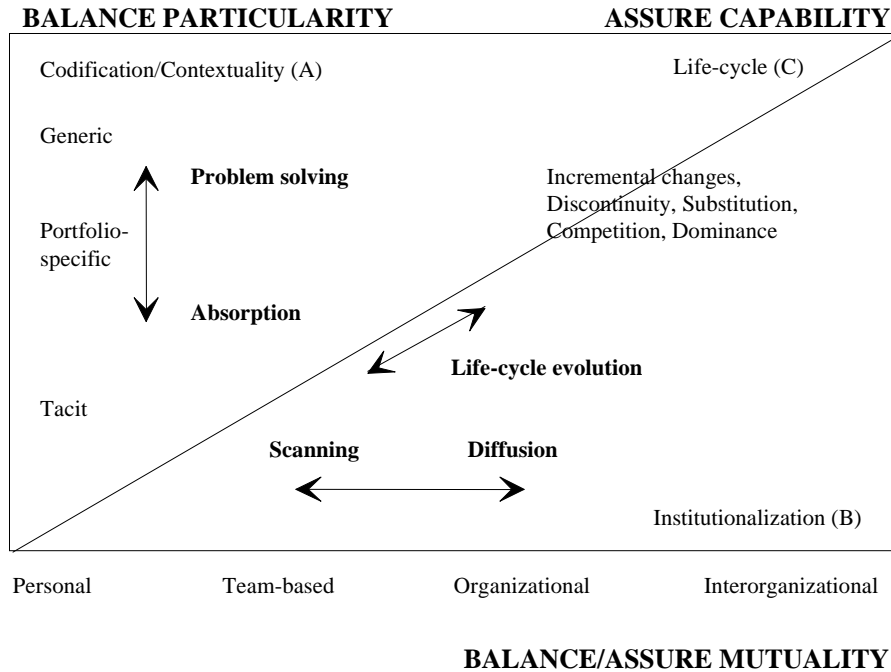 BALANCE PARTICULARITY
ASSURE CAPABILITY
Codification/Contextuality (A)
Life-cycle (C)
Generic
Problem solving
Incremental changes,
Discontinuity, Substitution,
Competition, Dominance
Portfolio-
specific
Absorption
Life-cycle evolution
Tacit
Scanning
Diffusion
Institutionalization (B)
Personal
Team-based
Organizational
Interorganizational
BALANCE/ASSURE MUTUALITY